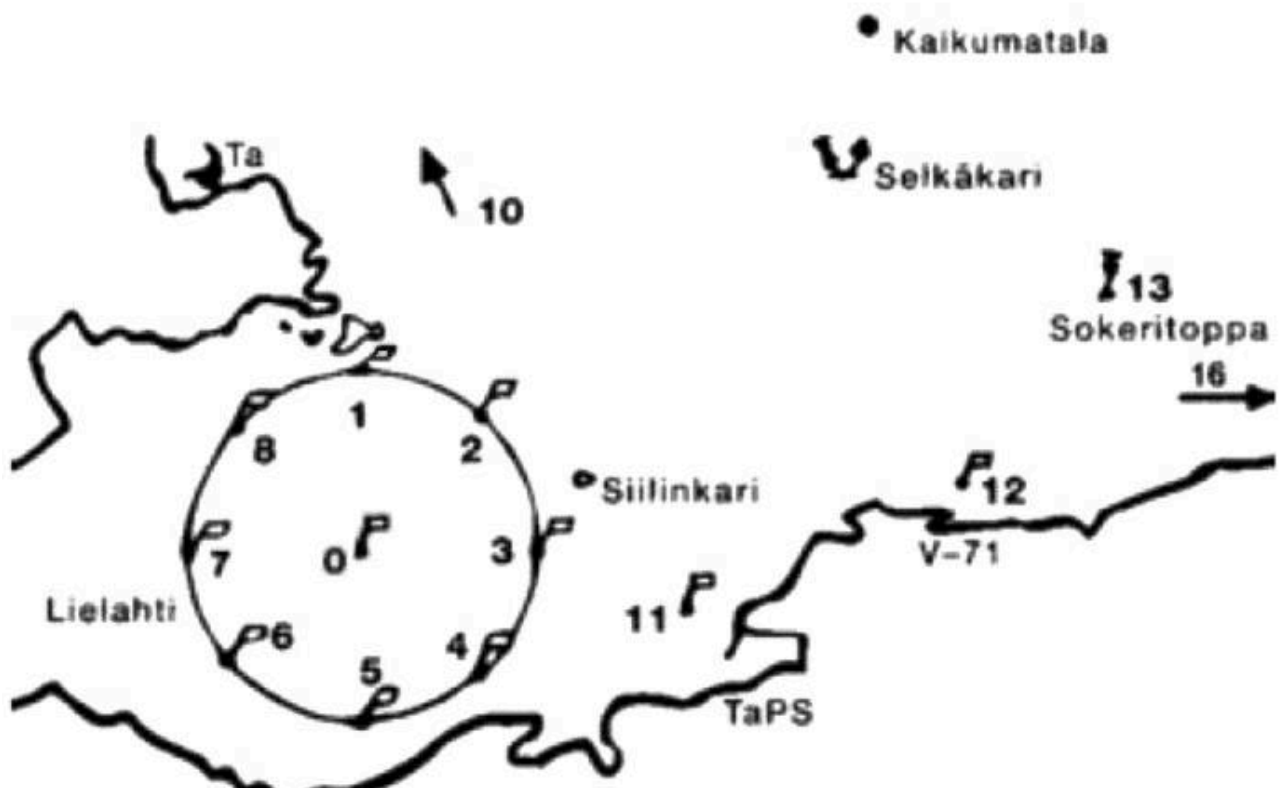 Kaikumatala
Ta
Selkäkari
10
13
Sokeritoppa
16
1
2
8
Siilinkari
12
3
0
7
V-71
Lielahti
11
6
4
5
TaPS